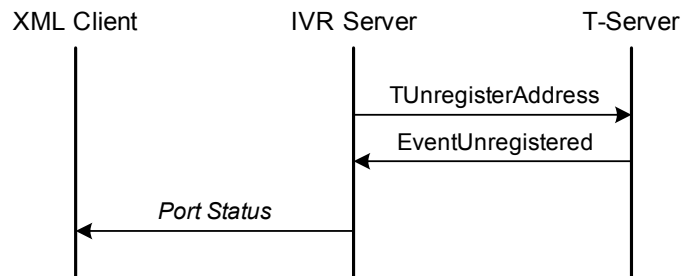 XML Client IVR Server T-Server
TUnregisterAddress
EventUnregistered
Port Status